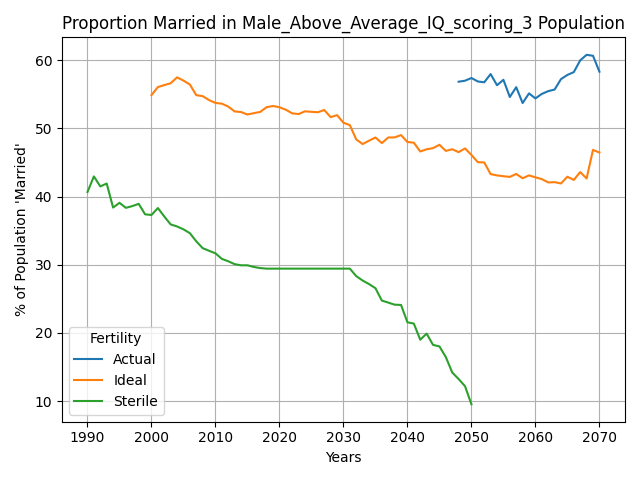 Proportion Married in Male_Above_Average_IQ_scoring_3 Population
% of Population 'Married'
60
50
40
30
20
10
Fertility
Actual
Ideal
Sterile
1990 2000 2010 2020 2030 2040 2050 2060 2070
Years